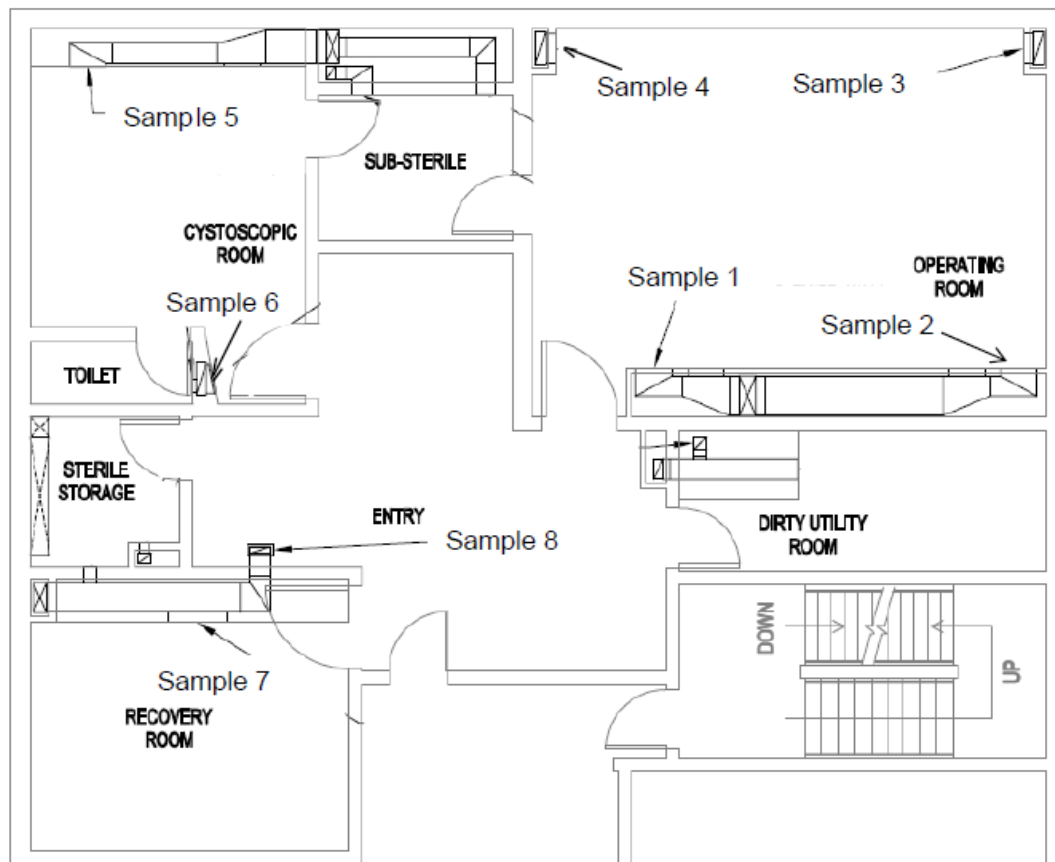 Sample 4
Sample 3
Sample 5
SUB-STERILE
CYSTOSCOPIC
ROOM
OPERATING
ROOM
Sample 1
Sample 6
Sample 2
TOILET
STERILE
STORAGE
ENTRY
DIRTY UTILITY
ROOM
Sample 8
DOWN
UP
Sample 7
RECOVERY
ROOM